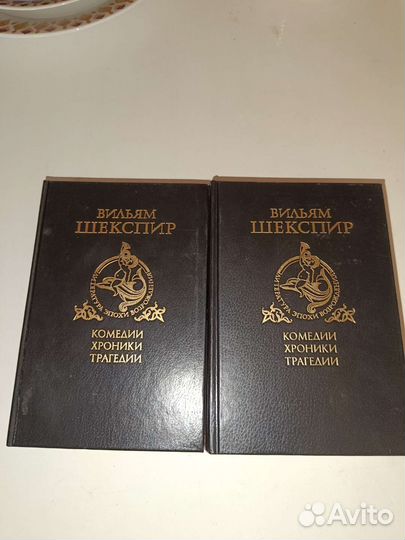 ВИЛЬЯМ
ШЕКСПИР
ЛИТЕРАТУРА ЭПОХИ ВОЗРОЖДЕНИЯ
КОМЕДИИ
ХРОНИКИ
ТРАГЕДИИ
ВИЛЬЯМ
ШЕКСПИР
ЛИТЕРАТУРА ЭПОХИ ВОЗРОЖДЕНИЯ
КОМЕДИИ
ХРОНИКИ
ТРАГЕДИИ
Avito